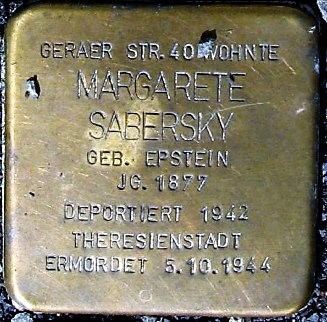 GERAER STR. 40 WOHNTE
MARGARETE
SABERSKY
GEB. EPSTEIN
JG. 1877
DEPORTIERT 1942
THERESIENSTADT
ERMORDET 5.10.1944